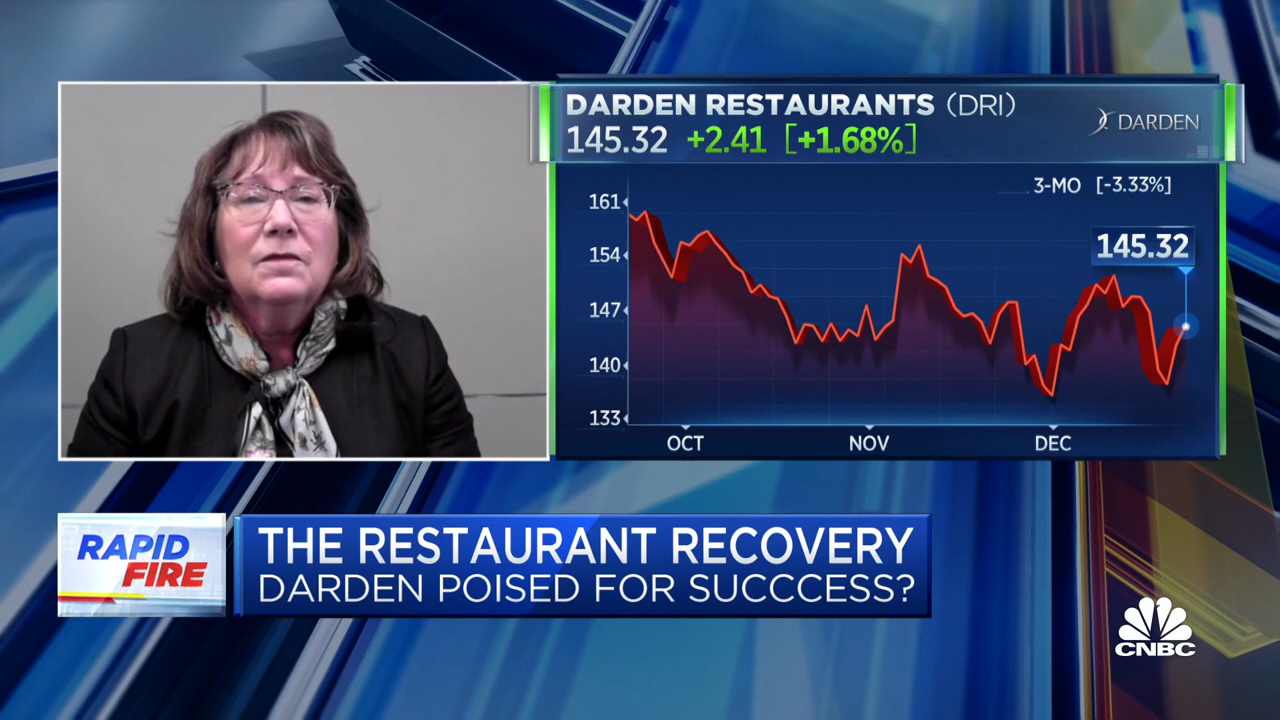 DARDEN RESTAURANTS (DRI)
145.32 +2.41 [+1.68%]
DARDEN
3-MO [-3.33%]
161
154
147
140
133
145.32
OCT NOV DEC
RAPID
FIRE
THE RESTAURANT RECOVERY
DARDEN POISED FOR SUCCCESS?
CNBC